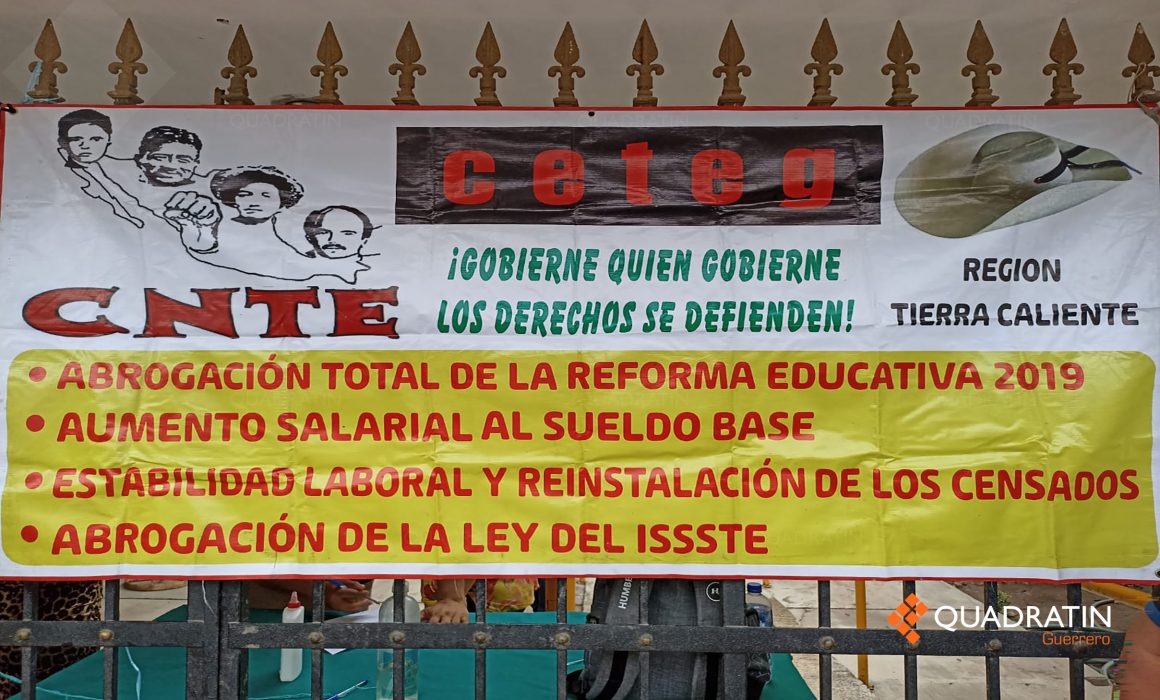 ceteg
¡GOBIERNE QUIEN GOBIERNE
LOS DERECHOS SE DEFIENDEN!
REGION
TIERRA CALIENTE
CNTE
• ABROGACIÓN TOTAL DE LA REFORMA EDUCATIVA 2019
• AUMENTO SALARIAL AL SUELDO BASE
• ESTABILIDAD LABORAL Y REINSTALACIÓN DE LOS CENSADOS
• ABROGACIÓN DE LA LEY DEL ISSSTE
QUADRATIN
Guerrero